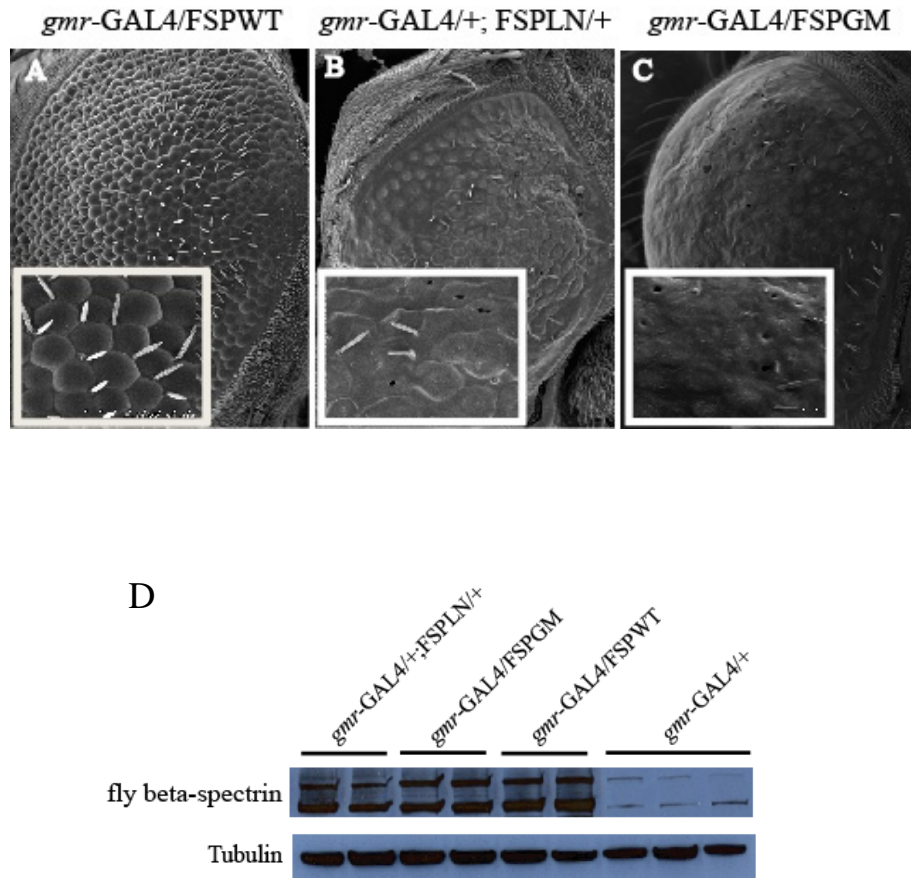 gmr-GAL4/FSPWT
gmr-GAL4/+; FSPLN/+
gmr-GAL4/FSPGM
A
B
C
D
gmr-GAL4/+;FSPLN/+
gmr-GAL4/FSPGM
gmr-GAL4/FSPWT
gmr-GAL4/+
fly beta-spectrin
Tubulin